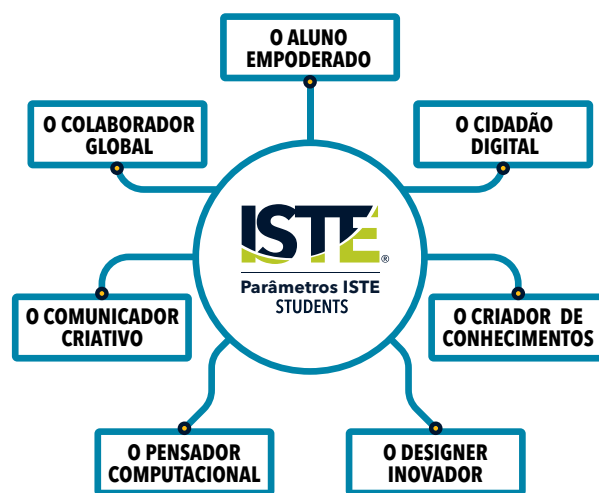 O ALUNO
EMPODERADO
O CIDADÃO
DIGITAL
O CRIADOR DE
CONHECIMENTOS
O DESIGNER
INOVADOR
O PENSADOR
COMPUTACIONAL
O COMUNICADOR
CRIATIVO
O COLABORADOR
GLOBAL
ISTE®
Parâmetros ISTE
STUDENTS